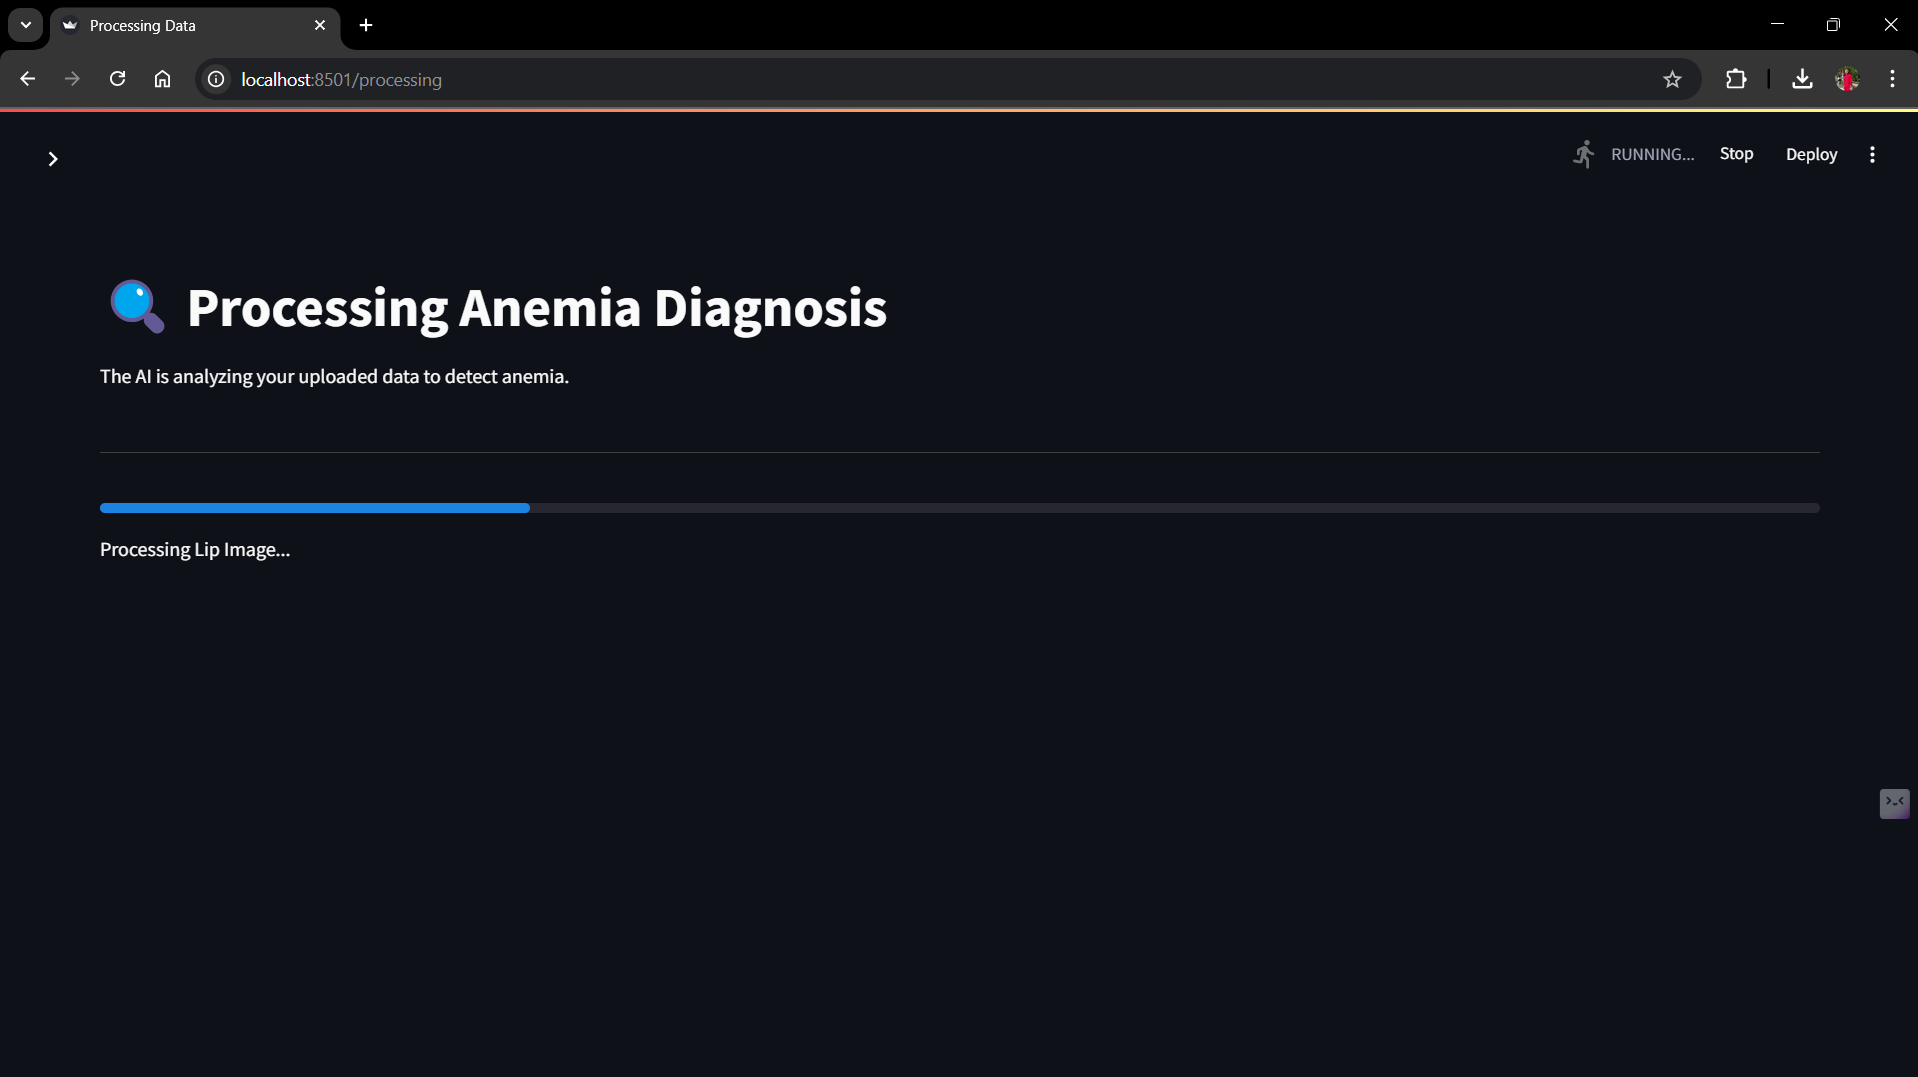 Processing Data
localhost:8501/processing
RUNNING...
Stop
Deploy
Processing Anemia Diagnosis
The AI is analyzing your uploaded data to detect anemia.
Processing Lip Image...